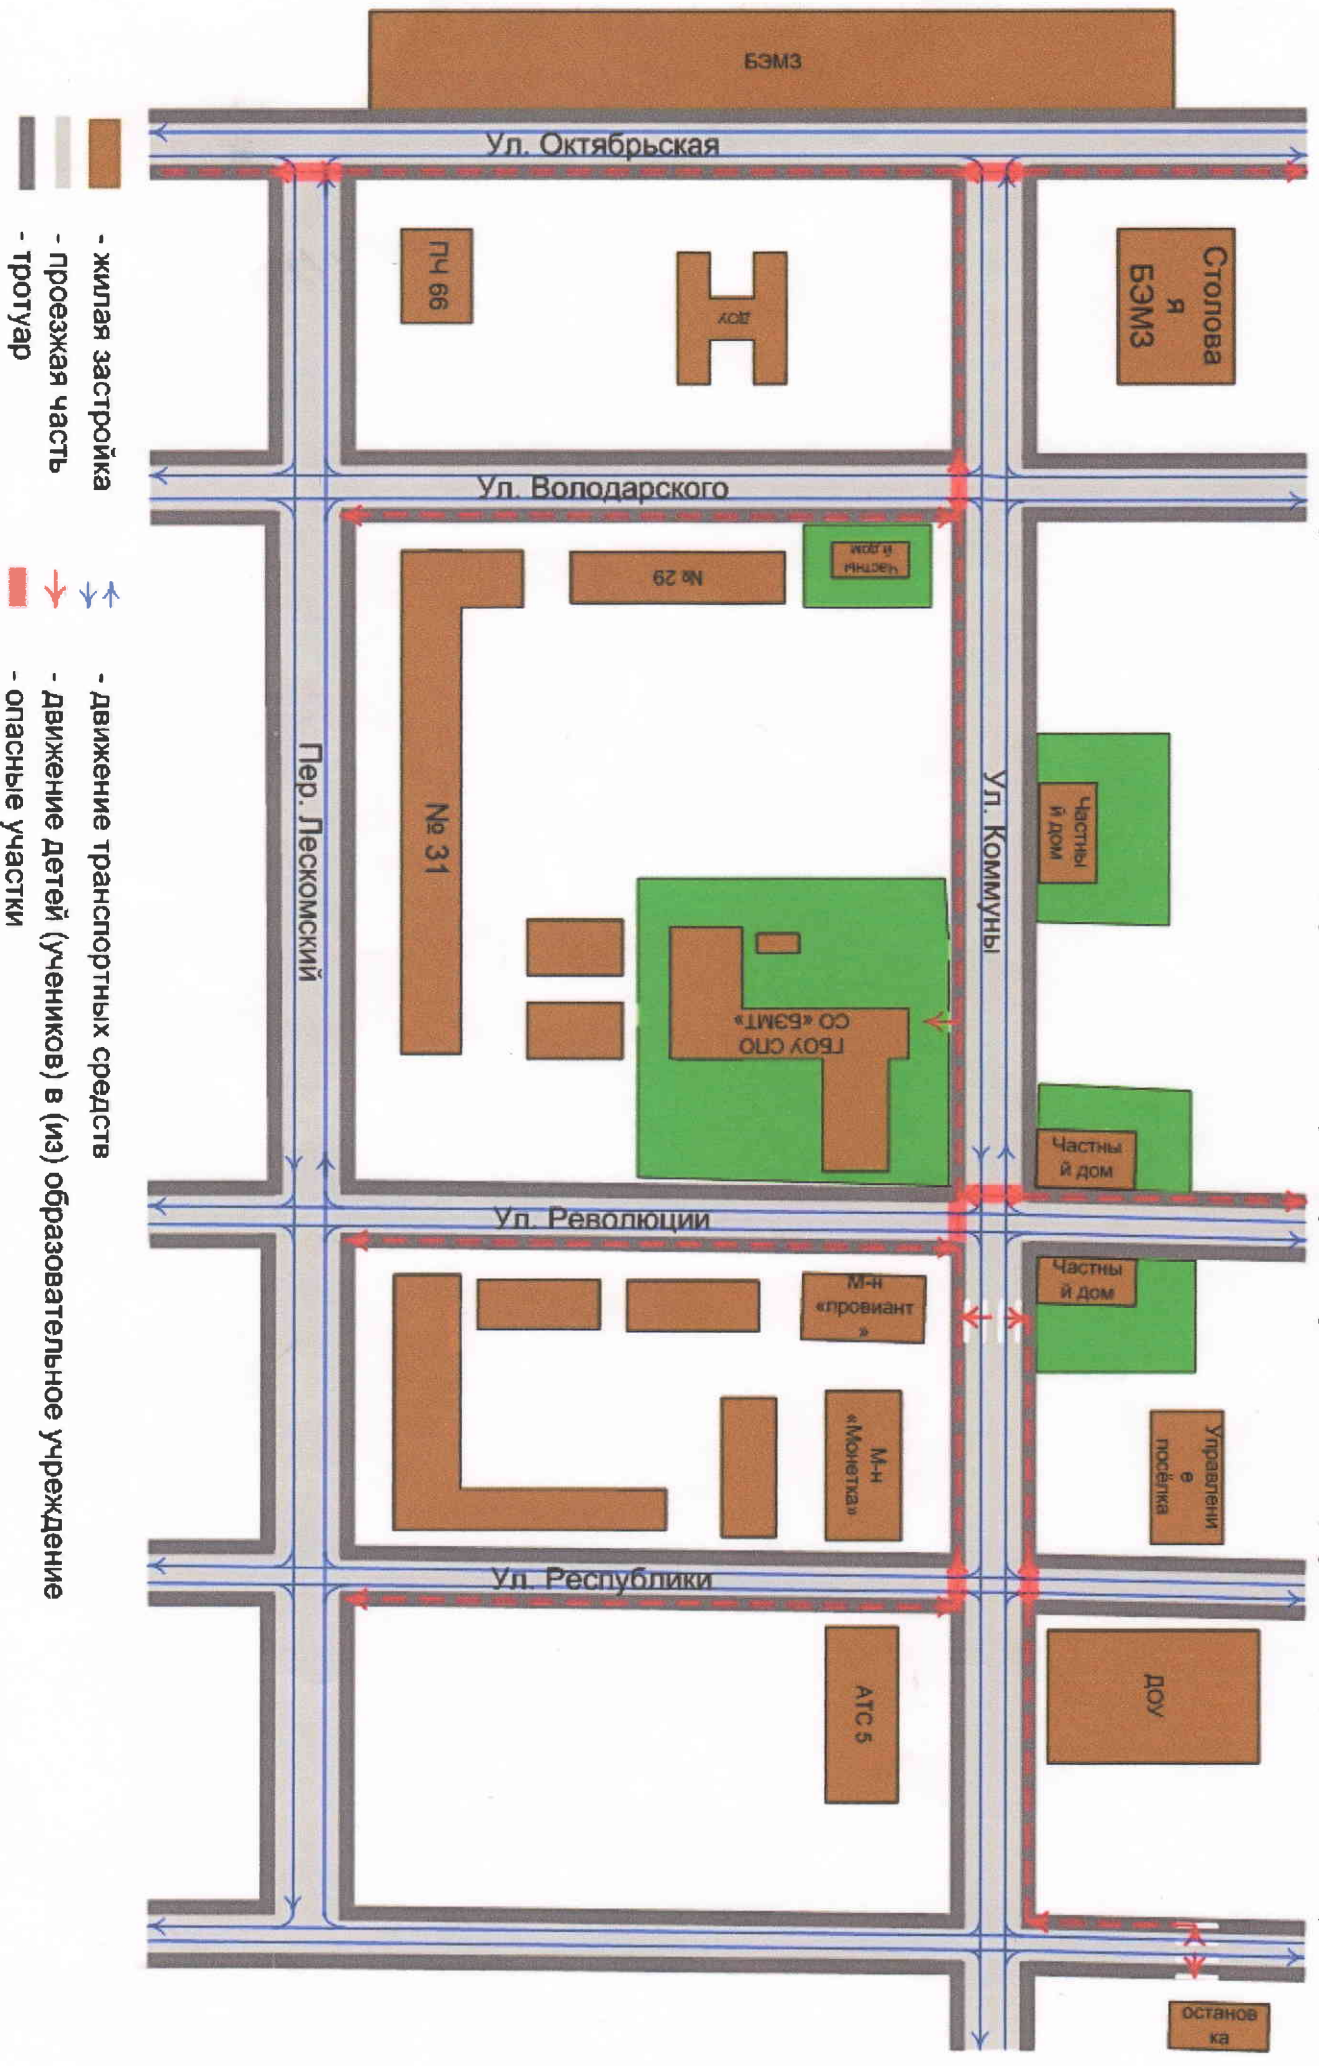 БЭМЗ
Ул. Октябрьская
Столова
я
БЭМЗ
ПЧ 66
ДОУ
Ул. Володарского
Частны
й дом
№ 29
№ 31
Частны
й дом
Ул. Коммуны
Пер. Лескомский
ГБОУ СПО
СО «БЭМТ»
Частны
й дом
Ул. Революции
Частны
й дом
М-н
«провиант
»
М-н
«Монетка»
Управлени
е
посёлка
Ул. Республики
АТС 5
ДОУ
останов
ка
- жилая застройка
- проезжая часть
- тротуар
- движение транспортных средств
- движение детей (учеников) в (из) образовательное учреждение
- опасные участки